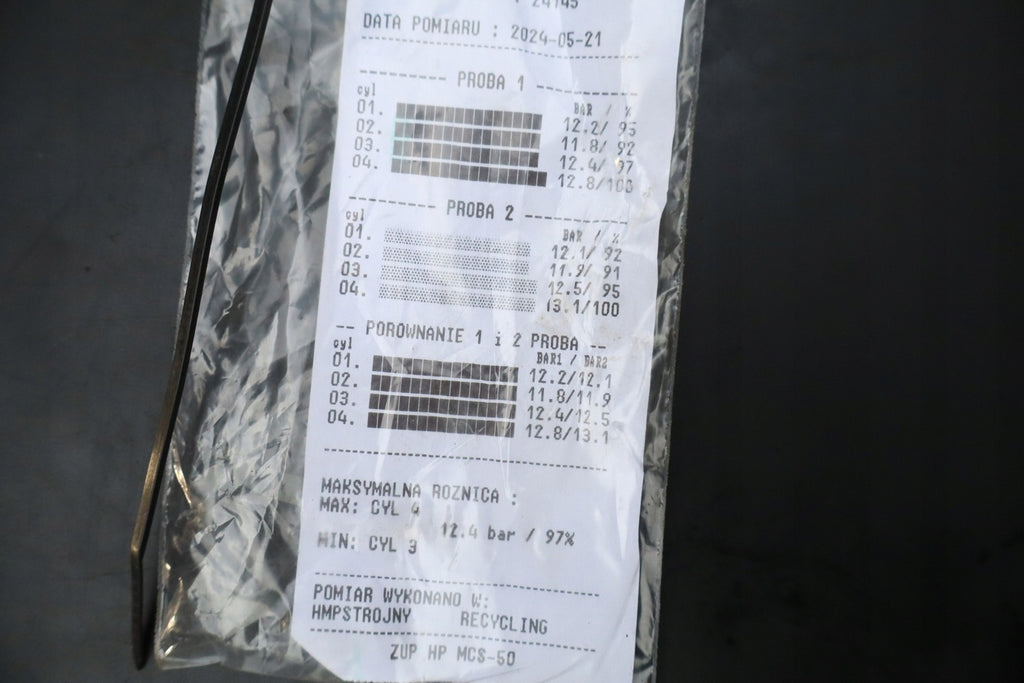 : 24145
DATA POMIARU : 2024-05-21
PROBA 1
cyl BAR / %
01. 12.2/ 95
02. 11.8/ 92
03. 12.4/ 97
04. 12.8/100
PROBA 2
cyl BAR / %
01. 12.1/ 92
02. 11.9/ 91
03. 12.5/ 95
04. 13.1/100
-- POROWNANIE 1 i 2 PROBA --
cyl BAR1 / BAR2
01. 12.2/12.1
02. 11.8/11.9
03. 12.4/12.5
04. 12.8/13.1
MAKSYMALNA ROZNICA :
MAX: CYL 4
12.4 bar / 97%
MIN: CYL 3
POMIAR WYKONANO W:
HMPSTROJNY RECYCLING
ZUP HP MCS-50